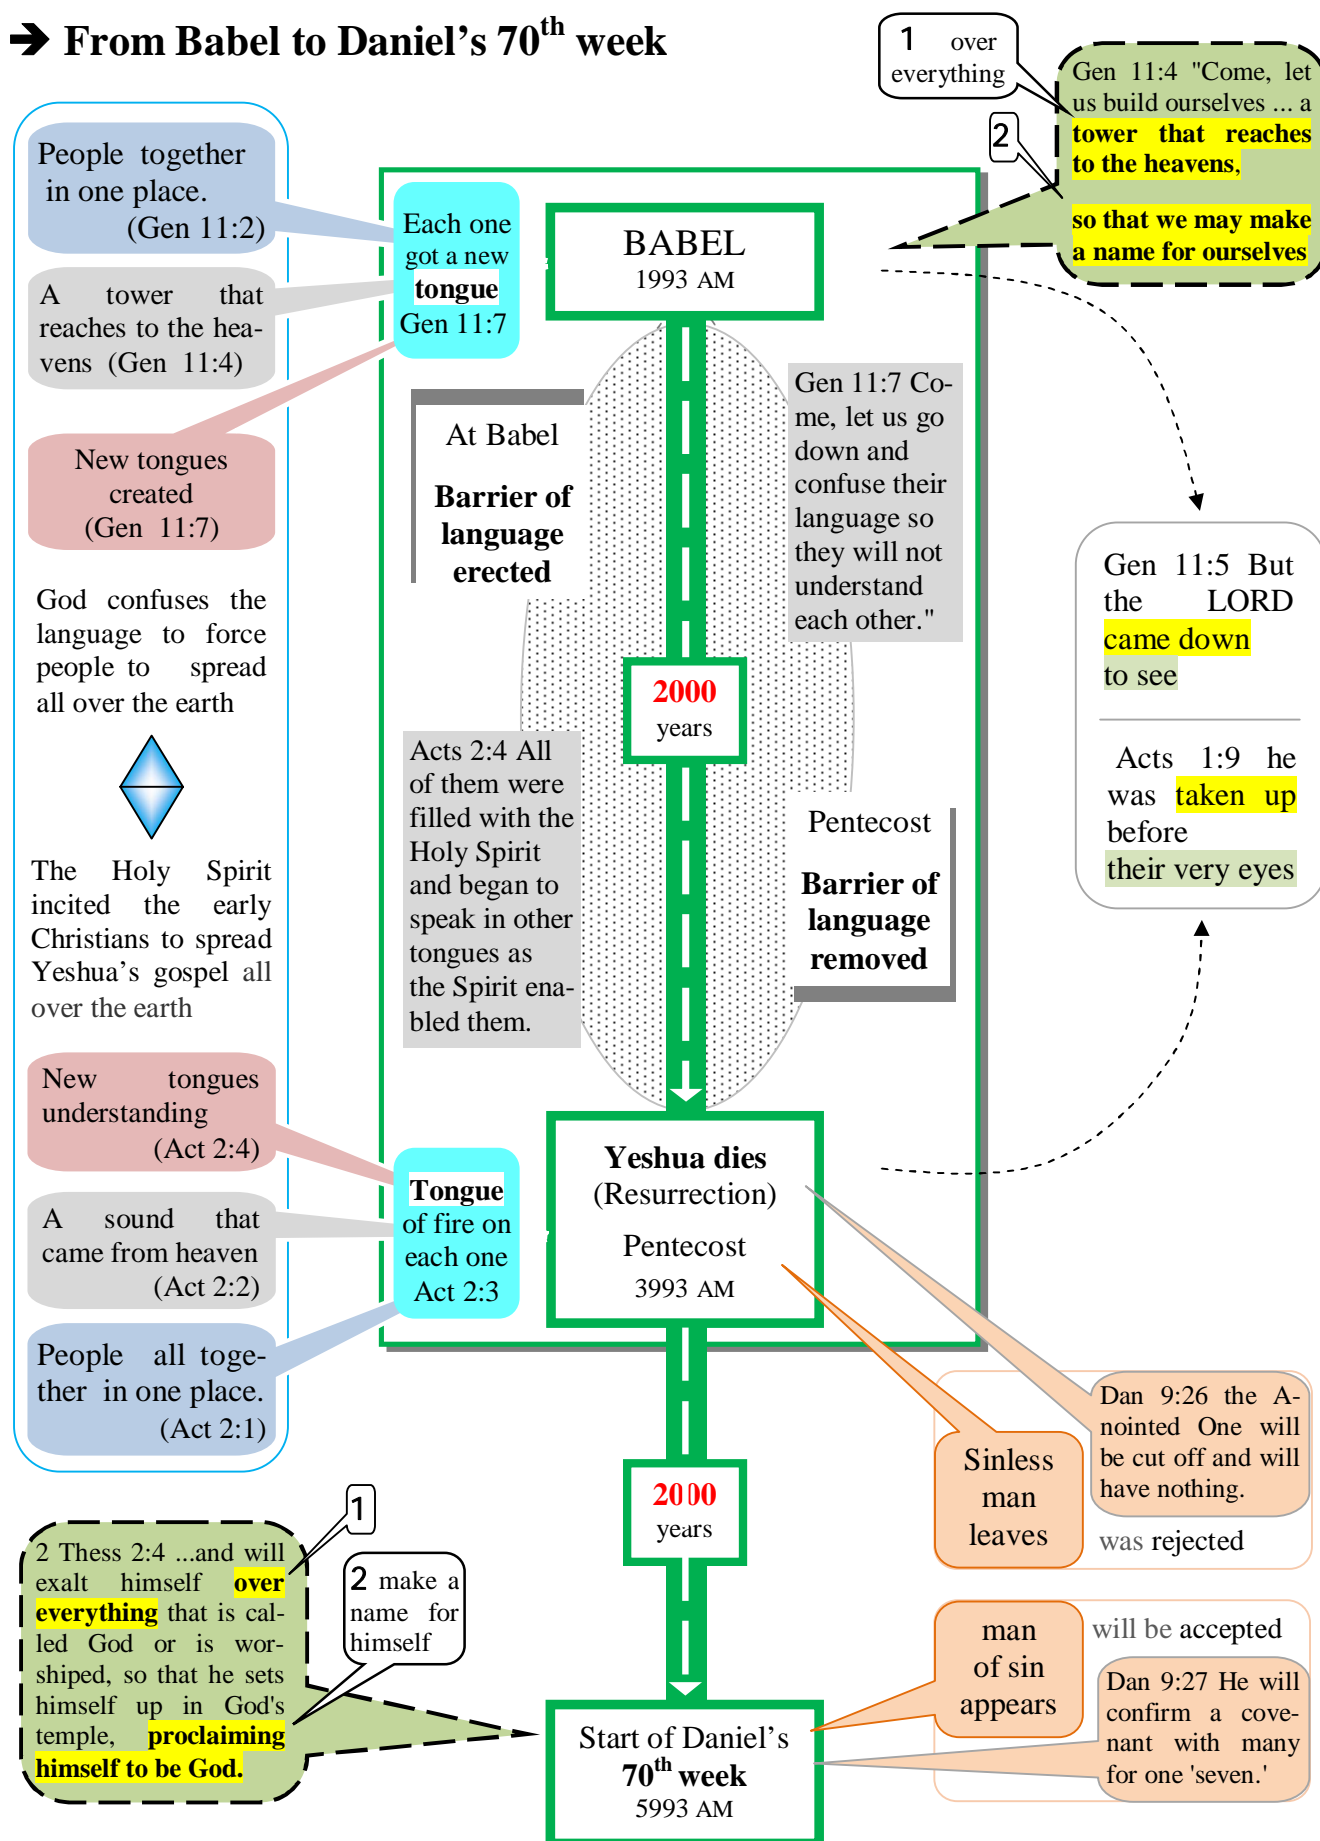 ➔ From Babel to Daniel's 70th week
1 over
everything
Gen 11:4 "Come, let
us build ourselves ... a
tower that reaches
to the heavens,
so that we may make
a name for ourselves
2
People together
in one place.
(Gen 11:2)
A tower that
reaches to the hea-
vens (Gen 11:4)
New tongues
created
(Gen 11:7)
God confuses the
language to force
people to spread
all over the earth
The Holy Spirit
incited the early
Christians to spread
Yeshua's gospel all
over the earth
New tongues
understanding
(Act 2:4)
A sound that
came from heaven
(Act 2:2)
People all toge-
ther in one place.
(Act 2:1)
Each one
got a new
tongue
Gen 11:7
BABEL
1993 AM
At Babel
Barrier of
language
erected
Gen 11:7 Co-
me, let us go
down and
confuse their
language so
they will not
understand
each other."
2000
years
Acts 2:4 All
of them were
filled with the
Holy Spirit
and began to
speak in other
tongues as
the Spirit ena-
bled them.
Pentecost
Barrier of
language
removed
Tongue
of fire on
each one
Act 2:3
Yeshua dies
(Resurrection)
Pentecost
3993 AM
Gen 11:5 But
the LORD
came down
to see
Acts 1:9 he
was taken up
before
their very eyes
2000
years
Sinless
man
leaves
Dan 9:26 the A-
nointed One will
be cut off and will
have nothing.
was rejected
man
of sin
appears
will be accepted
Dan 9:27 He will
confirm a cove-
nant with many
for one 'seven.'
1
2 make a
name for
himself
2 Thess 2:4 ...and will
exalt himself over
everything that is cal-
led God or is wor-
shiped, so that he sets
himself up in God's
temple, proclaiming
himself to be God.
Start of Daniel's
70th week
5993 AM